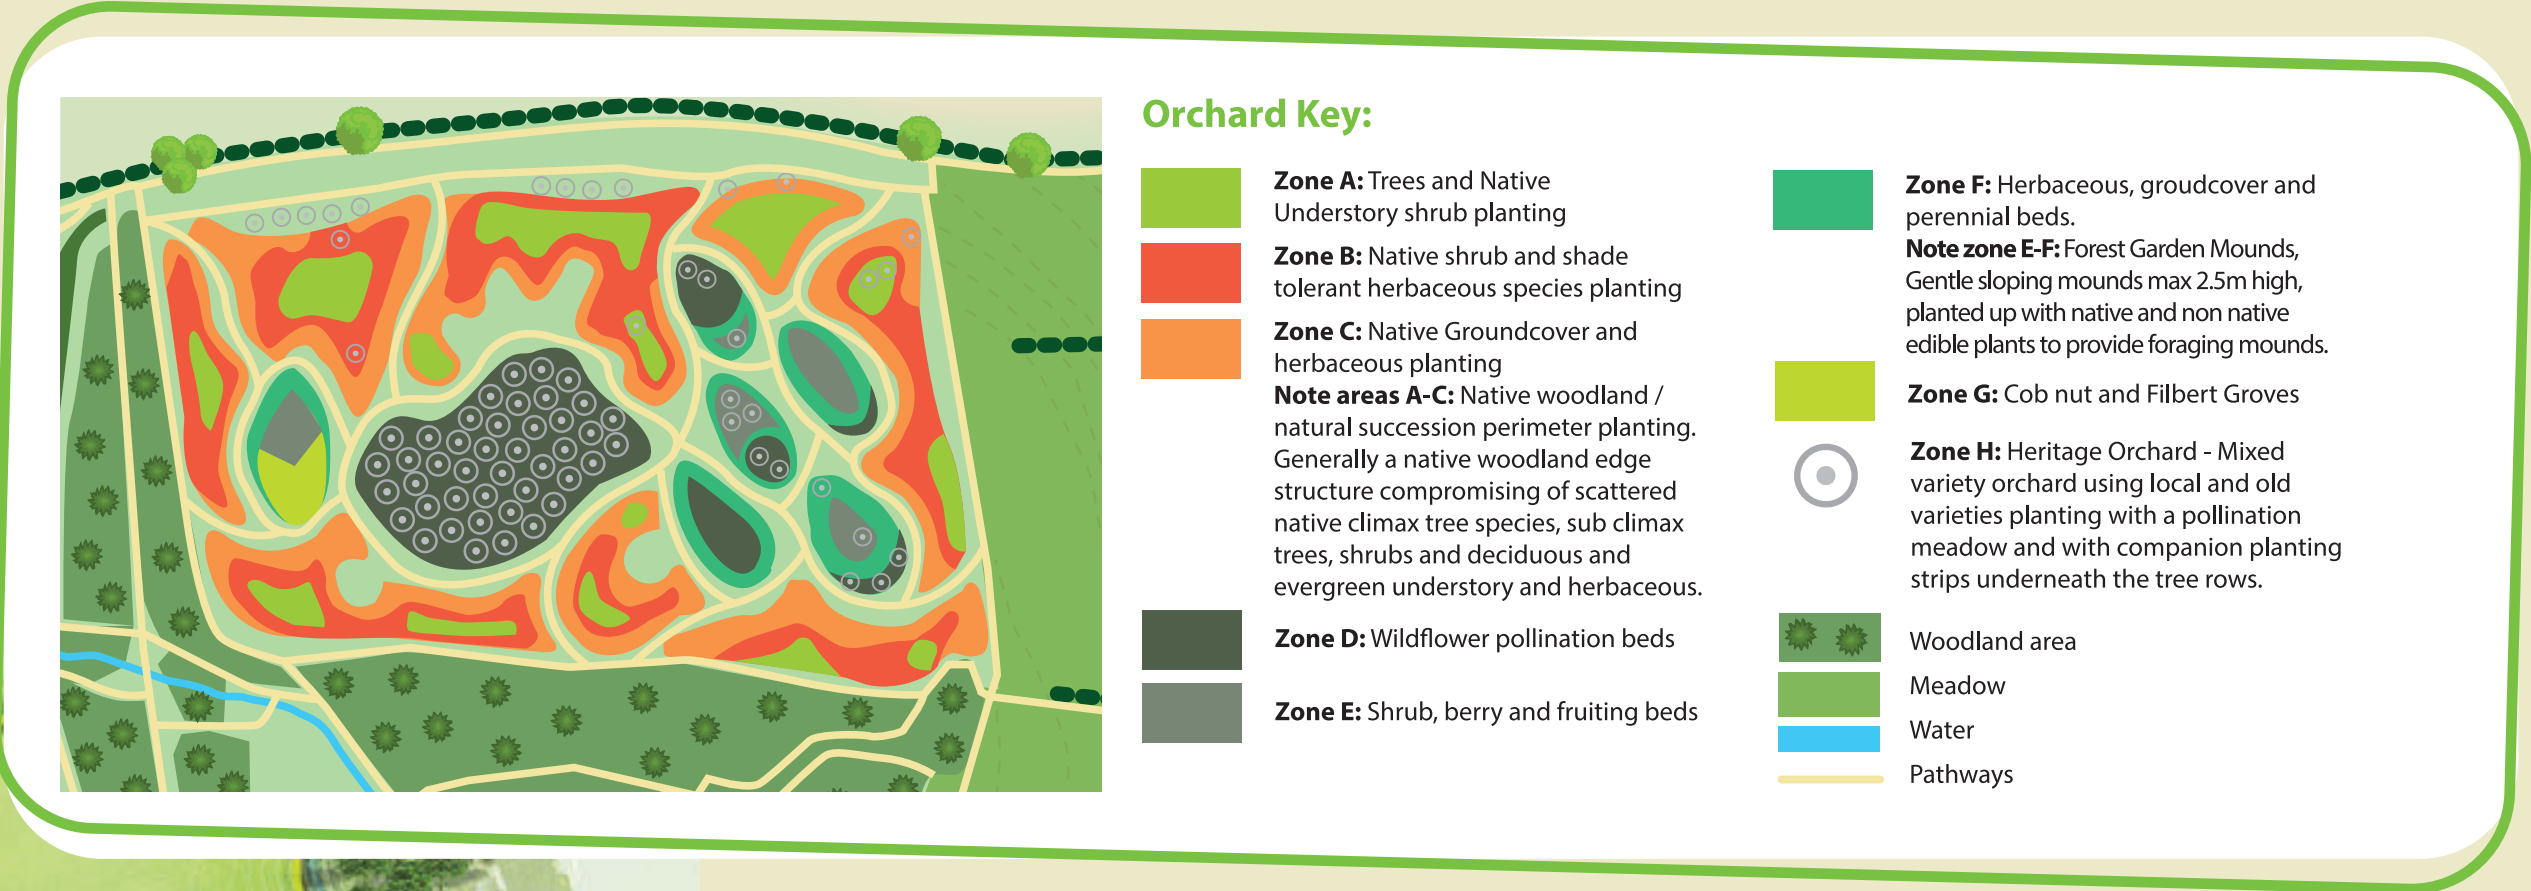 Orchard Key:
Zone A: Trees and Native
Understory shrub planting
Zone B: Native shrub and shade
tolerant herbaceous species planting
Zone C: Native Groundcover and
herbaceous planting
Note areas A-C: Native woodland /
natural succession perimeter planting.
Generally a native woodland edge
structure compromising of scattered
native climax tree species, sub climax
trees, shrubs and deciduous and
evergreen understory and herbaceous.
Zone D: Wildflower pollination beds
Zone E: Shrub, berry and fruiting beds
Zone F: Herbaceous, groudcover and
perennial beds.
Note zone E-F: Forest Garden Mounds,
Gentle sloping mounds max 2.5m high,
planted up with native and non native
edible plants to provide foraging mounds.
Zone G: Cob nut and Filbert Groves
Zone H: Heritage Orchard - Mixed
variety orchard using local and old
varieties planting with a pollination
meadow and with companion planting
strips underneath the tree rows.
Woodland area
Meadow
Water
Pathways